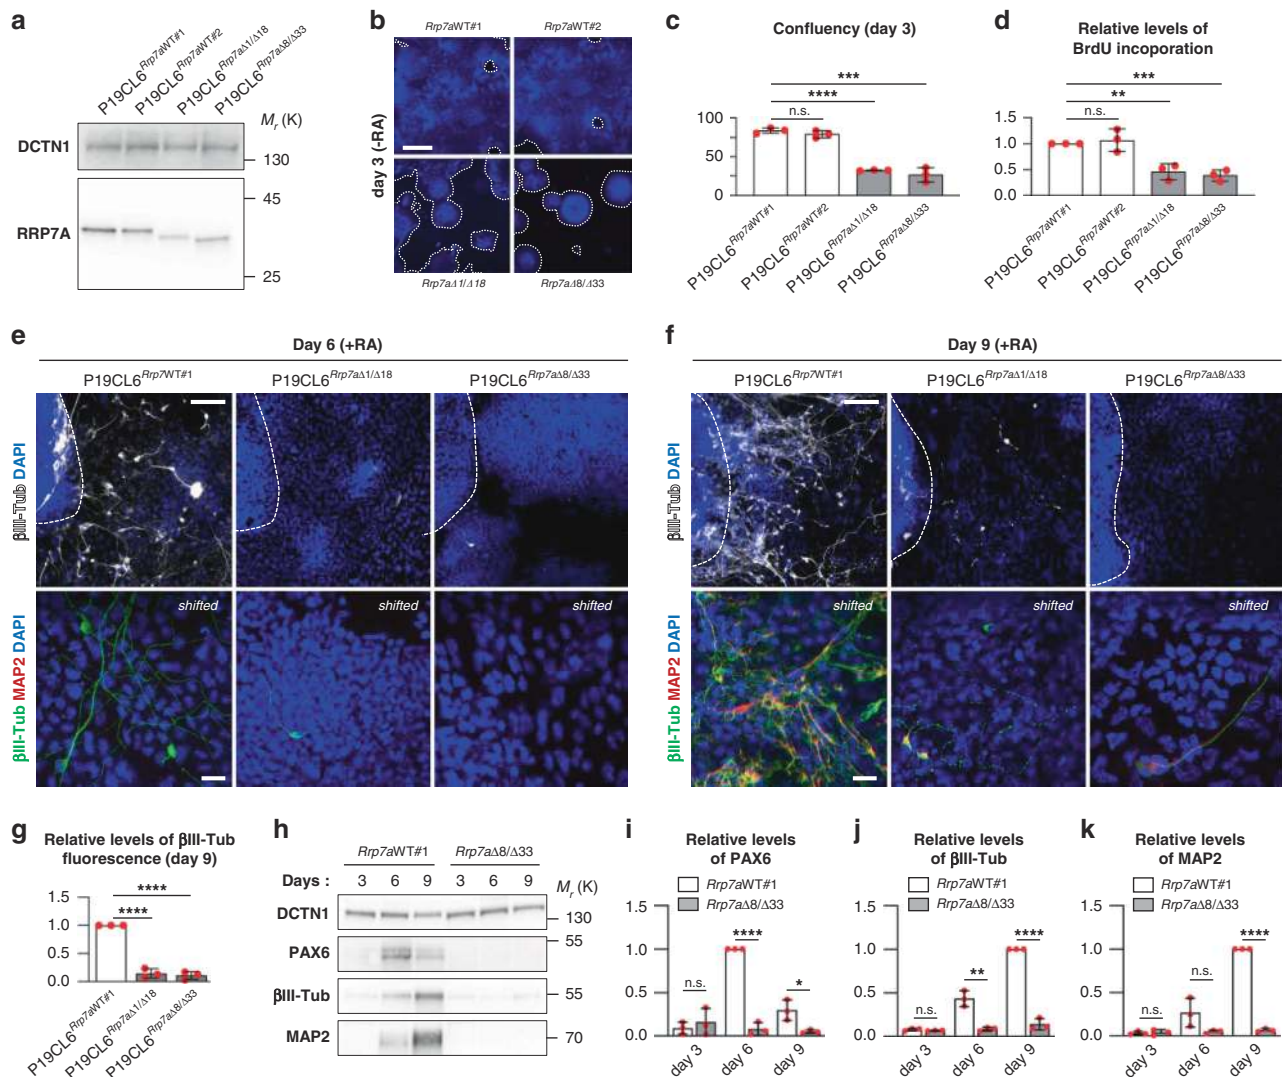 a
P19CL6Rrp7aWT#1
P19CL6Rrp7aWT#2
P19CL6Rrp7aΔ1/Δ18
P19CL6Rrp7aΔ8/Δ33
Mr (K)
DCTN1
130
45
RRP7A
25
b
Rrp7aWT#1
Rrp7aWT#2
day 3 (-RA)
Rrp7aΔ1/Δ18
Rrp7aΔ8/Δ33
c
Confluency (day 3)
***
****
n.s.
100
50
0
P19CL6Rrp7aWT#1
P19CL6Rrp7aWT#2
P19CL6Rrp7aΔ1/Δ18
P19CL6Rrp7aΔ8/Δ33
d
Relative levels of
BrdU incoporation
***
**
n.s.
1.5
1.0
0.5
0.0
P19CL6Rrp7aWT#1
P19CL6Rrp7aWT#2
P19CL6Rrp7aΔ1/Δ18
P19CL6Rrp7aΔ8/Δ33
e
Day 6 (+RA)
P19CL6Rrp7WT#1
P19CL6Rrp7aΔ1/Δ18
P19CL6Rrp7aΔ8/Δ33
βIII-Tub DAPI
βIII-Tub MAP2 DAPI
shifted
shifted
shifted
f
Day 9 (+RA)
P19CL6Rrp7WT#1
P19CL6Rrp7aΔ1/Δ18
P19CL6Rrp7aΔ8/Δ33
βIII-Tub DAPI
βIII-Tub MAP2 DAPI
shifted
shifted
shifted
g
Relative levels of βIII-Tub
fluorescence (day 9)
****
****
1.5
1.0
0.5
0.0
P19CL6Rrp7aWT#1
P19CL6Rrp7aΔ1/Δ18
P19CL6Rrp7aΔ8/Δ33
h
Rrp7aWT#1
Rrp7aΔ8/Δ33
Days : 3 6 9 3 6 9
Mr (K)
DCTN1
130
PAX6
55
βIII-Tub
55
MAP2
70
i
Relative levels
of PAX6
Rrp7aWT#1
Rrp7aΔ8/Δ33
1.5
1.0
0.5
0.0
n.s.
****
*
day 3
day 6
day 9
j
Relative levels
of βIII-Tub
Rrp7aWT#1
Rrp7aΔ8/Δ33
1.5
1.0
0.5
0.0
n.s.
**
****
day 3
day 6
day 9
k
Relative levels
of MAP2
Rrp7aWT#1
Rrp7aΔ8/Δ33
1.5
1.0
0.5
0.0
n.s.
n.s.
****
day 3
day 6
day 9